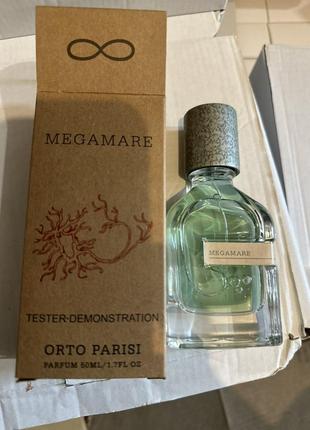 MEGAMARE
TESTER-DEMONSTRATION
ORTO PARISI
PARFUM 50ML/1.7FL OZ
MEGAMARE